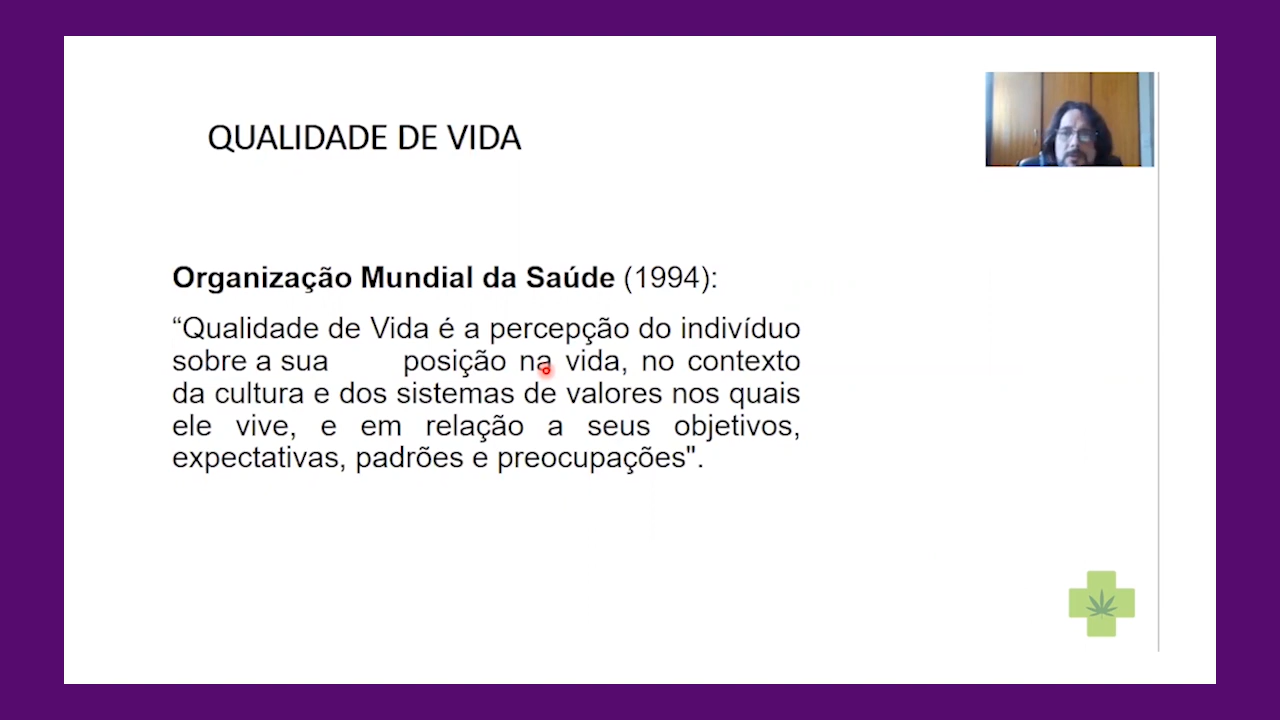 QUALIDADE DE VIDA
Organização Mundial da Saúde (1994):
“Qualidade de Vida é a percepção do indivíduo
sobre a sua posição na vida, no contexto
da cultura e dos sistemas de valores nos quais
ele vive, e em relação a seus objetivos,
expectativas, padrões e preocupações".